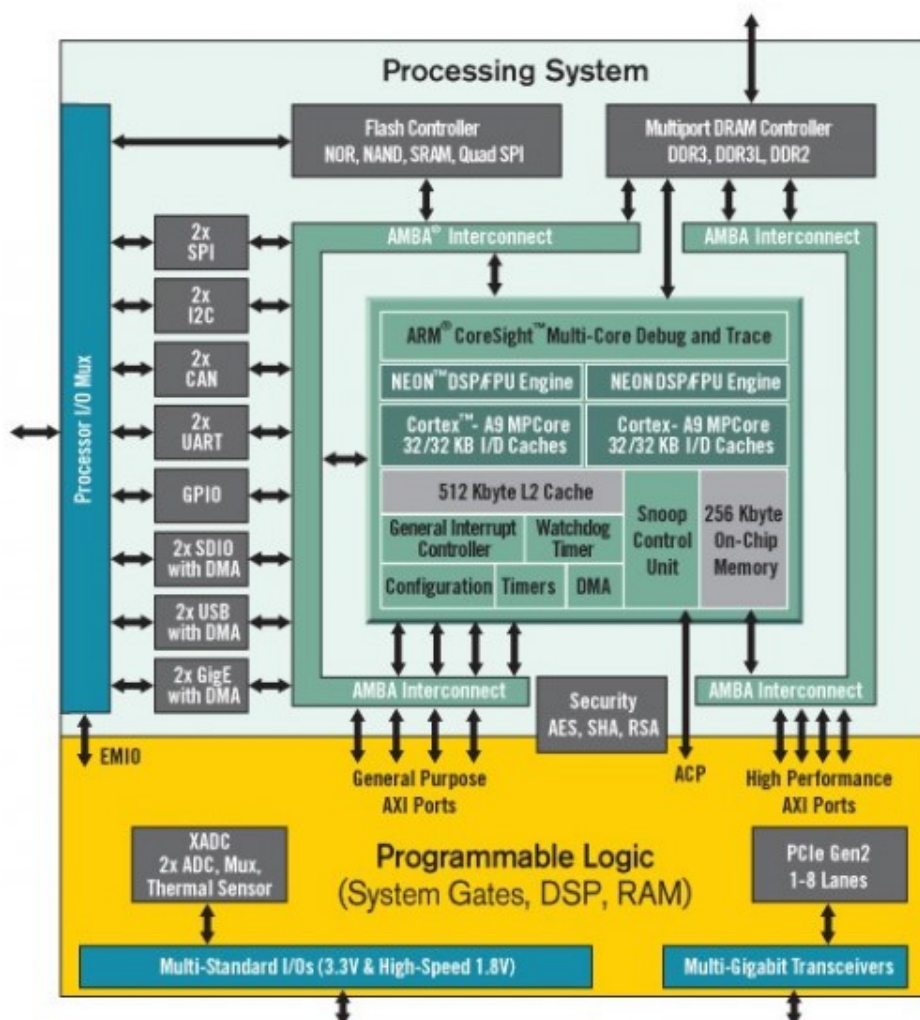 Processing System
Flash Controller
NOR, NAND, SRAM, Quad SPI
Multiport DRAM Controller
DDR3, DDR3L, DDR2
AMBA® Interconnect
AMBA Interconnect
Processor I/O Mux
2x
SPI
2x
I2C
2x
CAN
2x
UART
GPIO
2x SDIO
with DMA
2x USB
with DMA
2x GigE
with DMA
ARM® CoreSight™ Multi-Core Debug and Trace
NEON™ DSP/FPU Engine
NEON DSP/FPU Engine
Cortex™- A9 MPCore
32/32 KB I/D Caches
Cortex- A9 MPCore
32/32 KB I/D Caches
512 Kbyte L2 Cache
General Interrupt
Controller
Watchdog
Timer
Configuration
Timers
DMA
Snoop
Control
Unit
256 Kbyte
On-Chip
Memory
AMBA Interconnect
AMBA Interconnect
Security
AES, SHA, RSA
EMIO
General Purpose
AXI Ports
ACP
High Performance
AXI Ports
XADC
2x ADC, Mux,
Thermal Sensor
Programmable Logic
(System Gates, DSP, RAM)
PCIe Gen2
1-8 Lanes
Multi-Standard I/Os (3.3V & High-Speed 1.8V)
Multi-Gigabit Transceivers